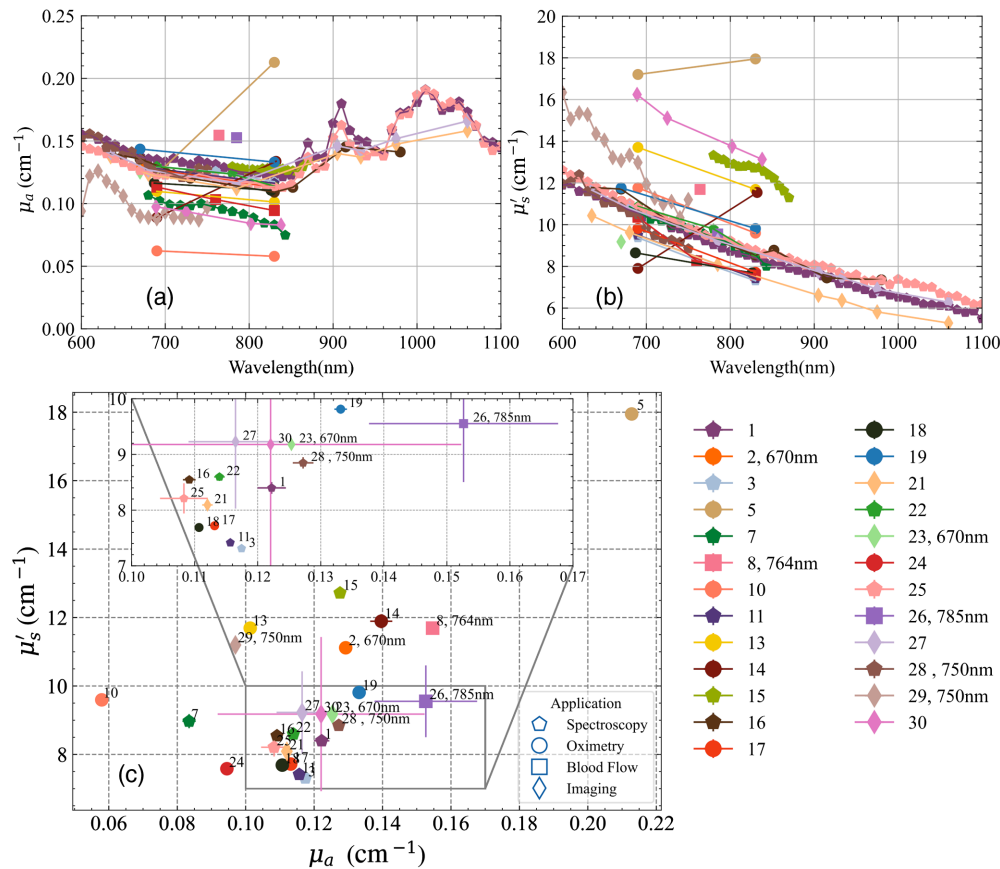 0.25
0.20
0.15
0.10
0.05
0.00
μa (cm−1)
600 700 800 900 1000 1100
Wavelength(nm)
(a)
20
18
16
14
12
10
8
6
μs′ (cm−1)
600 700 800 900 1000 1100
Wavelength(nm)
(b)
18
16
14
12
10
8
μs′ (cm−1)
10
9
8
7
0.10 0.11 0.12 0.13 0.14 0.15 0.16 0.17
19
26, 785nm
27
30
23, 670nm
28 , 750nm
16
22
1
25
21
18
17
11
3
5
15
13
14
8, 764nm
29, 750nm
2, 670nm
10
19
26, 785nm
27
30
23, 670nm
7
28 , 750nm
16
22
1
25
21
24
18
17
11
3
(c)
Application
Spectroscopy
Oximetry
Blood Flow
Imaging
0.06 0.08 0.10 0.12 0.14 0.16 0.18 0.20 0.22
μa (cm−1)
1
2, 670nm
3
5
7
8, 764nm
10
11
13
14
15
16
17
18
19
21
22
23, 670nm
24
25
26, 785nm
27
28 , 750nm
29, 750nm
30